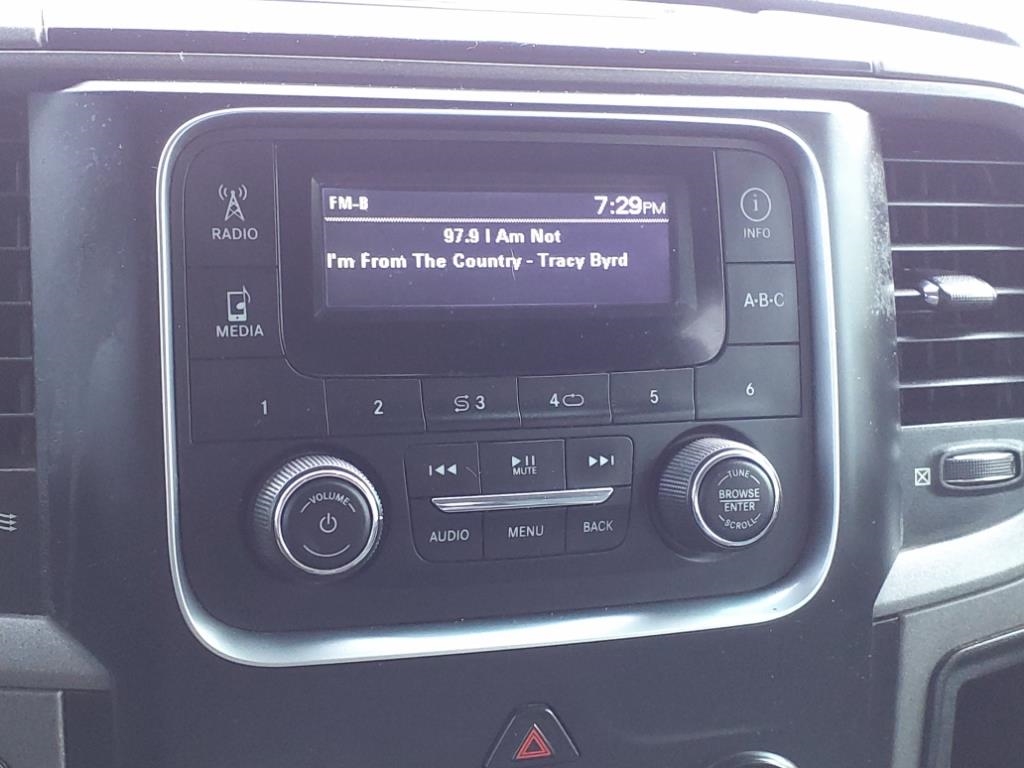 FM-B 7:29PM
97.9 I Am Not
I'm From The Country - Tracy Byrd
RADIO
INFO
MEDIA
A·B·C
1 2 3 4 5 6
VOLUME
MUTE
TUNE
BROWSE
ENTER
SCROLL
AUDIO MENU BACK